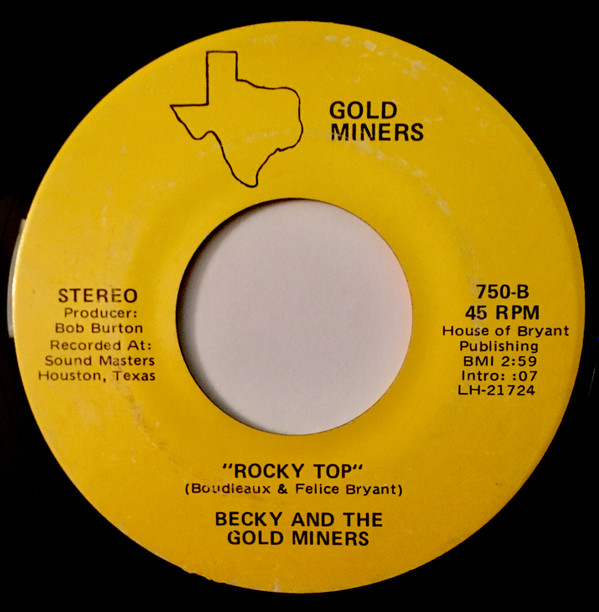 GOLD
MINERS
STEREO
Producer:
Bob Burton
Recorded At:
Sound Masters
Houston, Texas
750-B
45 RPM
House of Bryant
Publishing
BMI 2:59
Intro: :07
LH-21724
"ROCKY TOP"
(Boudleaux & Felice Bryant)
BECKY AND THE
GOLD MINERS